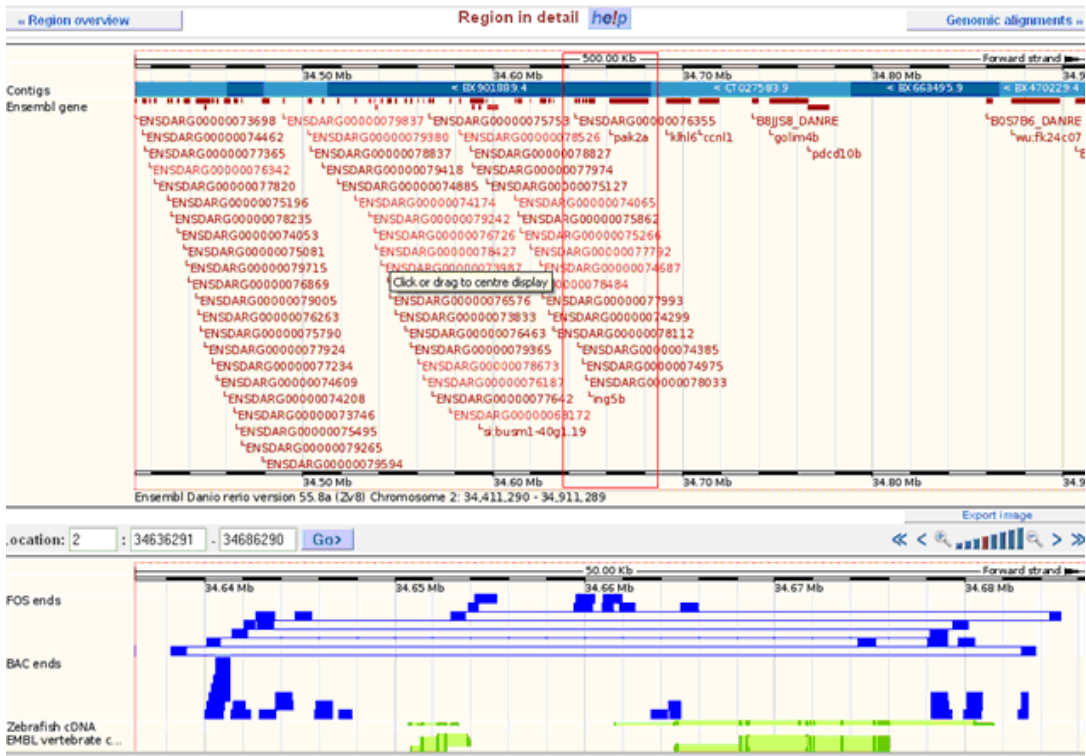 « Region overview
Region in detail help
Genomic alignments »
500.00 Kb Forward strand
34.50 Mb 34.60 Mb 34.70 Mb 34.80 Mb 34.9
Contigs < BX901889.4 < CT027583.9 < BX663495.9 < BX470229.4
Ensembl gene
ENSDARG00000073698 ENSDARG00000079837 ENSDARG00000075753 ENSDARG00000076355 B8JJS8_DANRE B0S7B6_DANRE
ENSDARG00000074462 ENSDARG00000079380 ENSDARG00000078526 pak2a klhl6 ccnl1 golim4b wu:fk24c07
ENSDARG00000077365 ENSDARG00000078837 ENSDARG00000078827 pdcd10b
ENSDARG00000076342 ENSDARG00000079418 ENSDARG00000077974
ENSDARG00000077820 ENSDARG00000074885 ENSDARG00000075127
ENSDARG00000075196 ENSDARG00000074174 ENSDARG00000074065
ENSDARG00000078235 ENSDARG00000079242 ENSDARG00000075862
ENSDARG00000074053 ENSDARG00000076726 ENSDARG00000075266
ENSDARG00000075081 ENSDARG00000078427 ENSDARG00000077792
ENSDARG00000079715 ENSDARG00000073987 ENSDARG00000074687
ENSDARG00000076869 Click or drag to centre display 00000078484
ENSDARG00000079005 ENSDARG00000076576 ENSDARG00000077993
ENSDARG00000076263 ENSDARG00000073833 ENSDARG00000074299
ENSDARG00000075790 ENSDARG00000076463 ENSDARG00000078112
ENSDARG00000077924 ENSDARG00000079365 ENSDARG00000074385
ENSDARG00000077234 ENSDARG00000078673 ENSDARG00000074975
ENSDARG00000074609 ENSDARG00000076187 ENSDARG00000078033
ENSDARG00000074208 ENSDARG00000077642 ing5b
ENSDARG00000073746 ENSDARG00000063172
ENSDARG00000075495 si:busm1-40g1.19
ENSDARG00000079265
ENSDARG00000079594
34.50 Mb 34.60 Mb 34.70 Mb 34.80 Mb 34.9
Ensembl Danio rerio version 55.8a (Zv8) Chromosome 2: 34,411,290 - 34,911,289
Export image
Location: 2 : 34636291 - 34686290 Go>
50.00 Kb Forward strand
34.64 Mb 34.65 Mb 34.66 Mb 34.67 Mb 34.68 Mb
FOS ends
BAC ends
Zebrafish cDNA
EMBL vertebrate c...